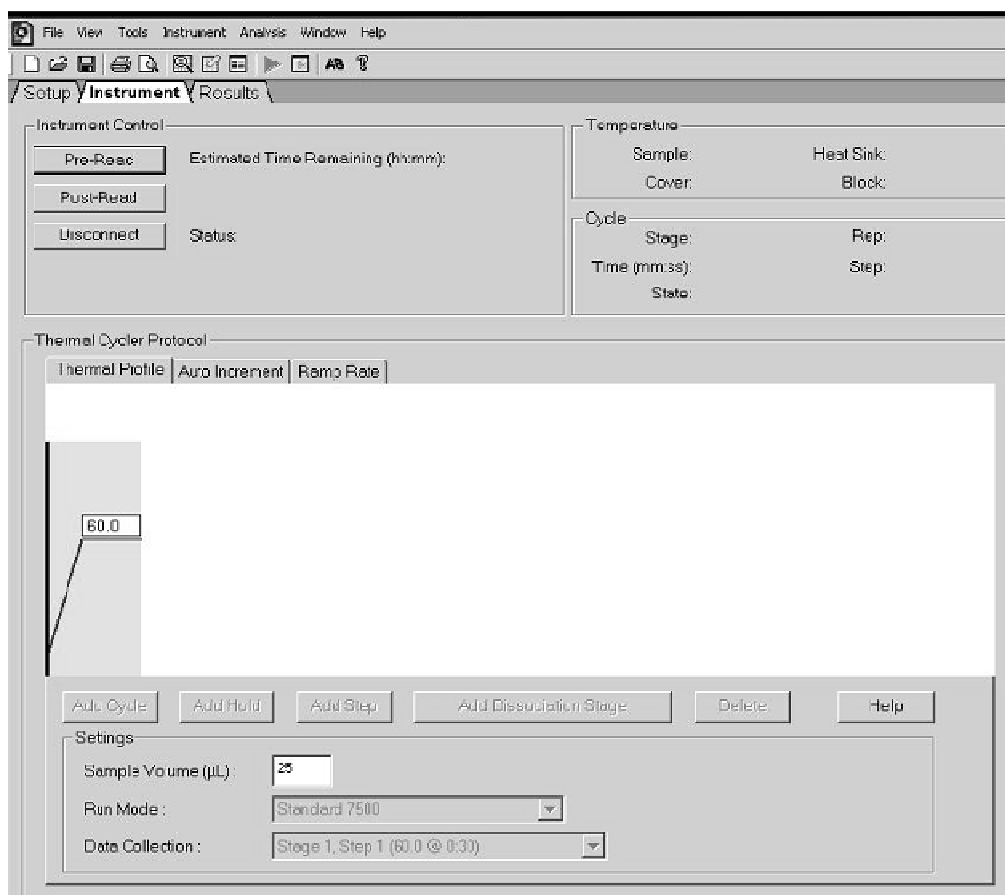 File View Tools Instrument Analysis Window Help
Setup Instrument Results
Instrument Control
Pre-Read
Estimated Time Remaining (hh:mm):
Post-Read
Disconnect
Status:
Temperature
Sample: Heat Sink:
Cover: Block:
Cycle
Stage: Rep:
Time (mm:ss): Step:
State:
Thermal Cycler Protocol
Thermal Profile Auto Increment Ramp Rate
60.0
Add Cycle Add Hold Add Step Add Dissociation Stage Delete Help
Settings
Sample Volume (µL) : 25
Run Mode : Standard 7500
Data Collection : Stage 1, Step 1 (60.0 @ 0:30)